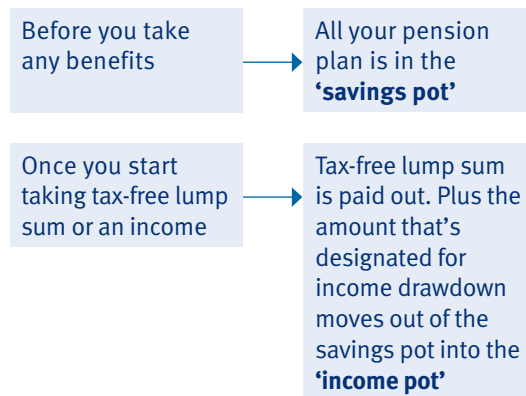 Before you take
any benefits
All your pension
plan is in the
‘savings pot’
Once you start
taking tax-free lump
sum or an income
Tax-free lump sum
is paid out. Plus the
amount that’s
designated for
income drawdown
moves out of the
savings pot into the
‘income pot’